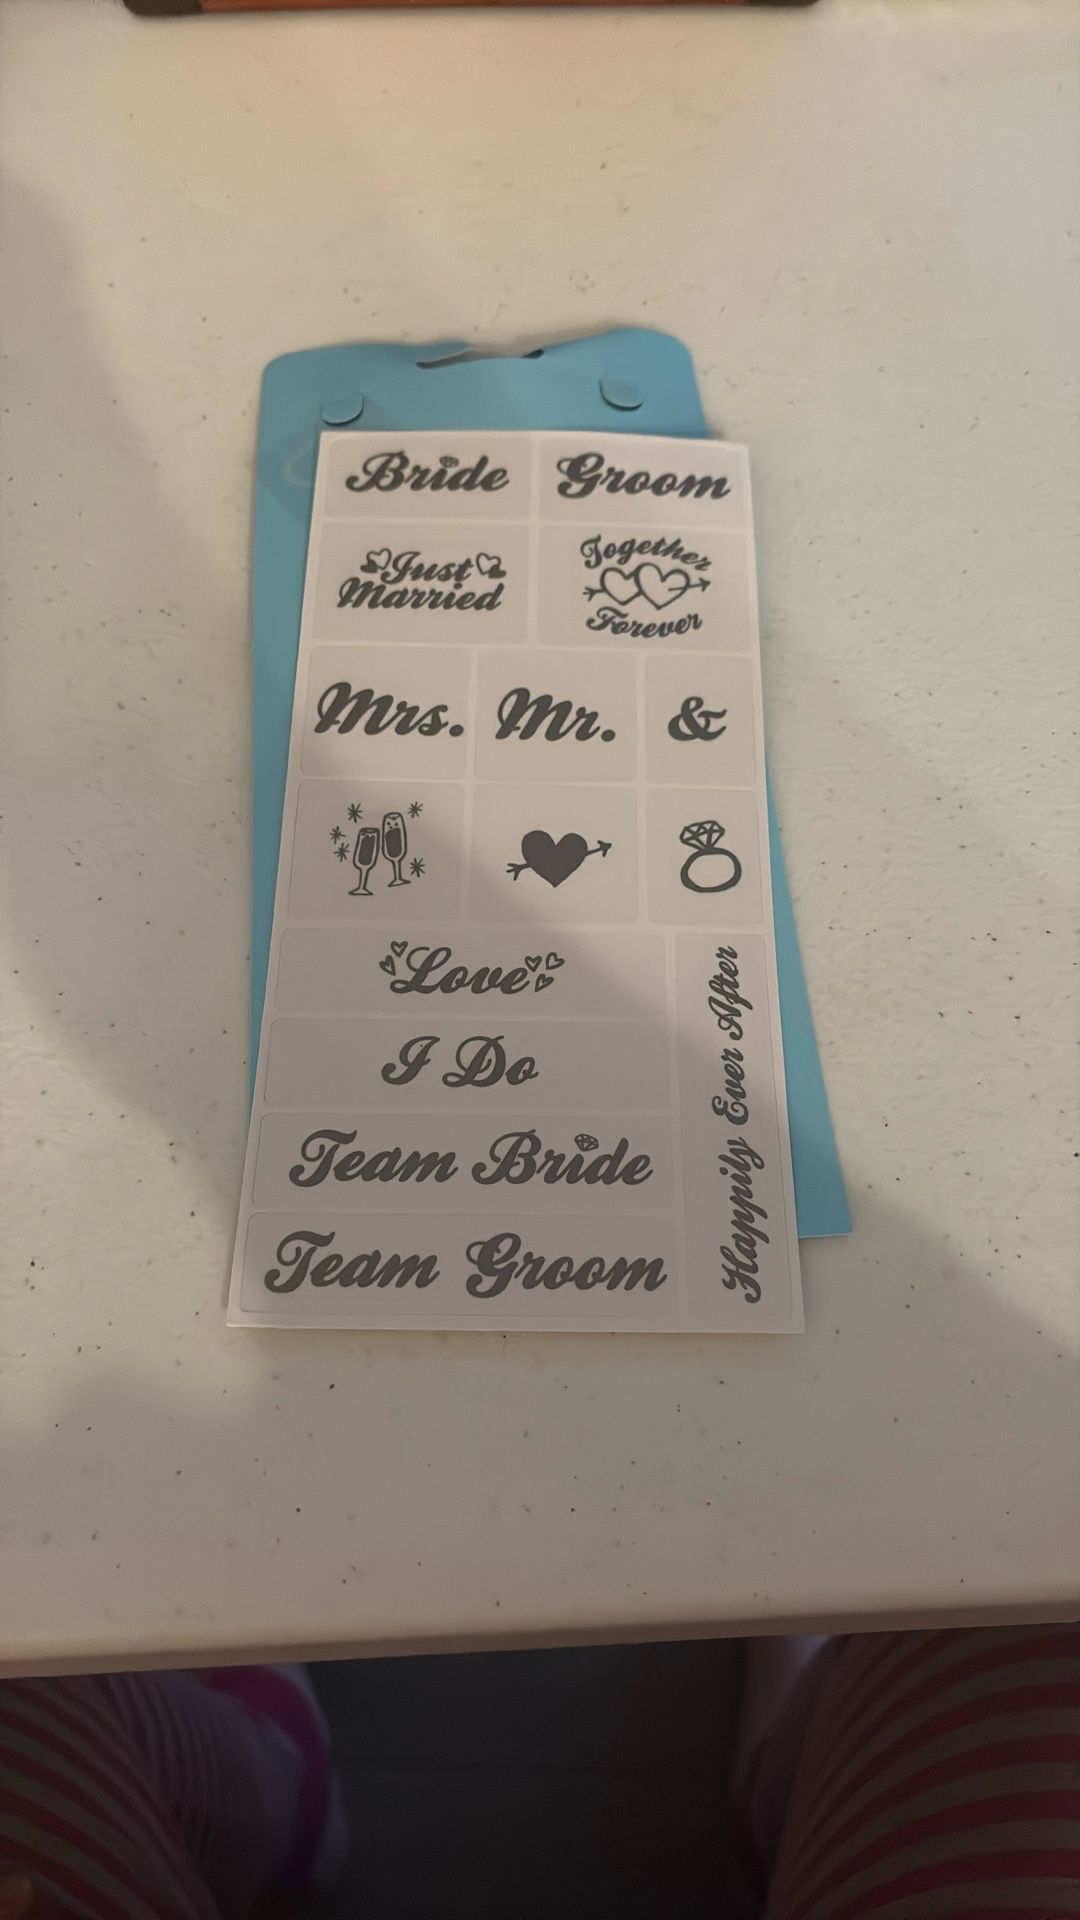 Bride
Groom
Just
Married
Together
Forever
Mrs.
Mr.
&
Love
I Do
Team Bride
Team Groom
Happily Ever After